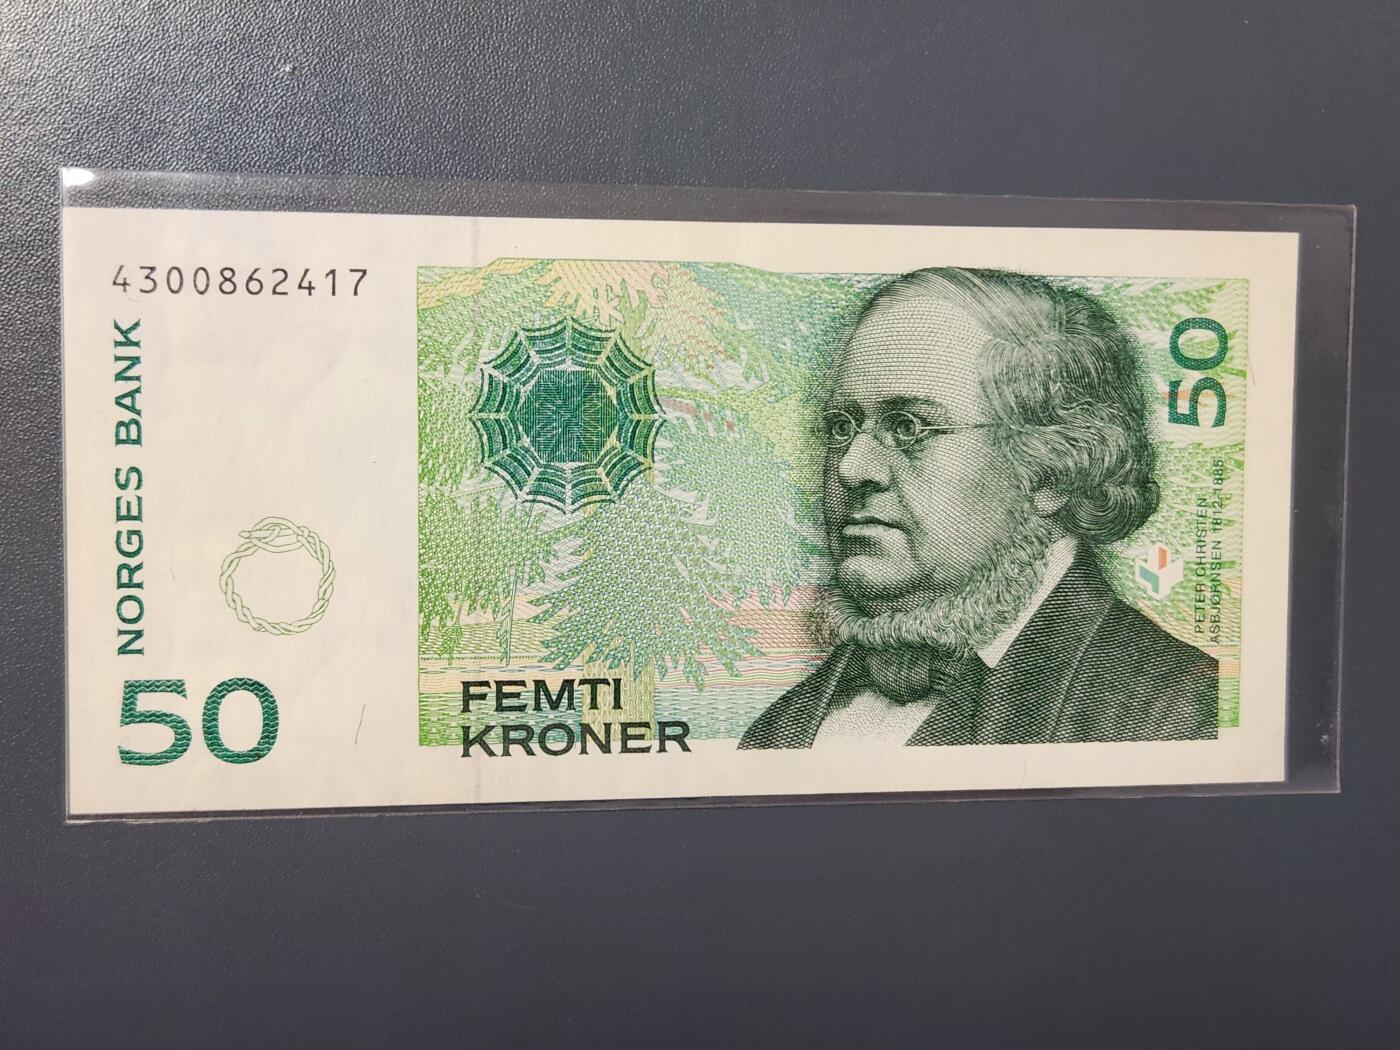 4300862417
NORGES BANK
50
FEMTI
KRONER
50
PETER CHRISTEN
ASBJØRNSEN 1812-1885